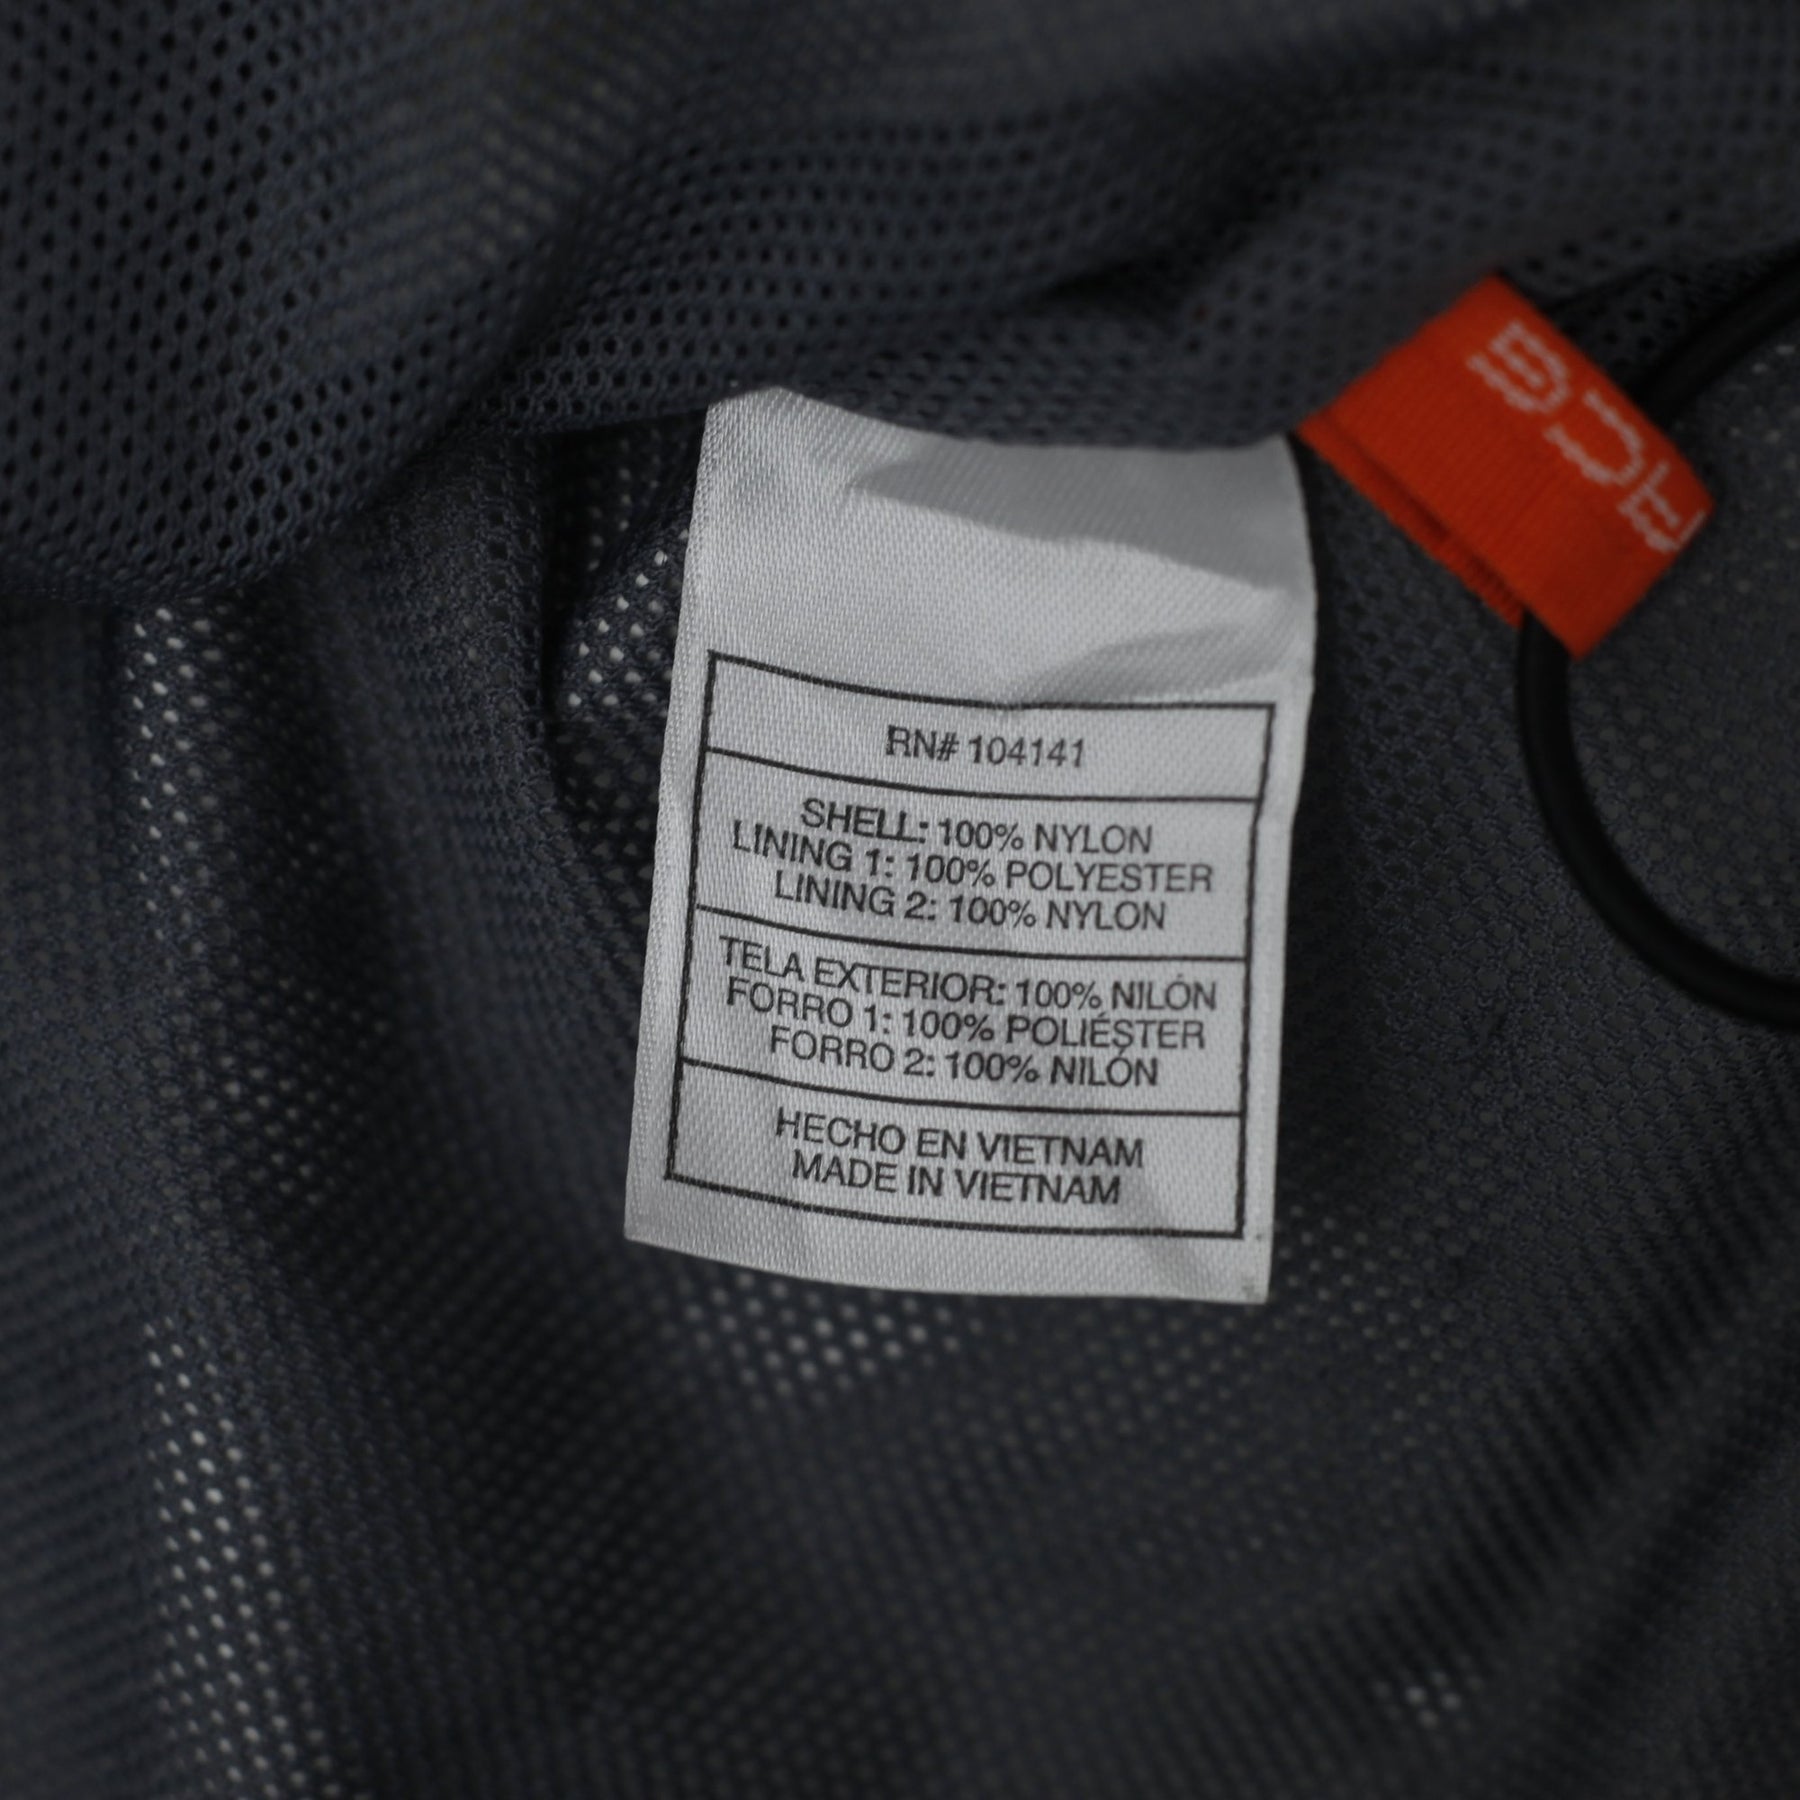 RN# 104141
SHELL: 100% NYLON
LINING 1: 100% POLYESTER
LINING 2: 100% NYLON
TELA EXTERIOR: 100% NILÓN
FORRO 1: 100% POLIÉSTER
FORRO 2: 100% NILÓN
HECHO EN VIETNAM
MADE IN VIETNAM